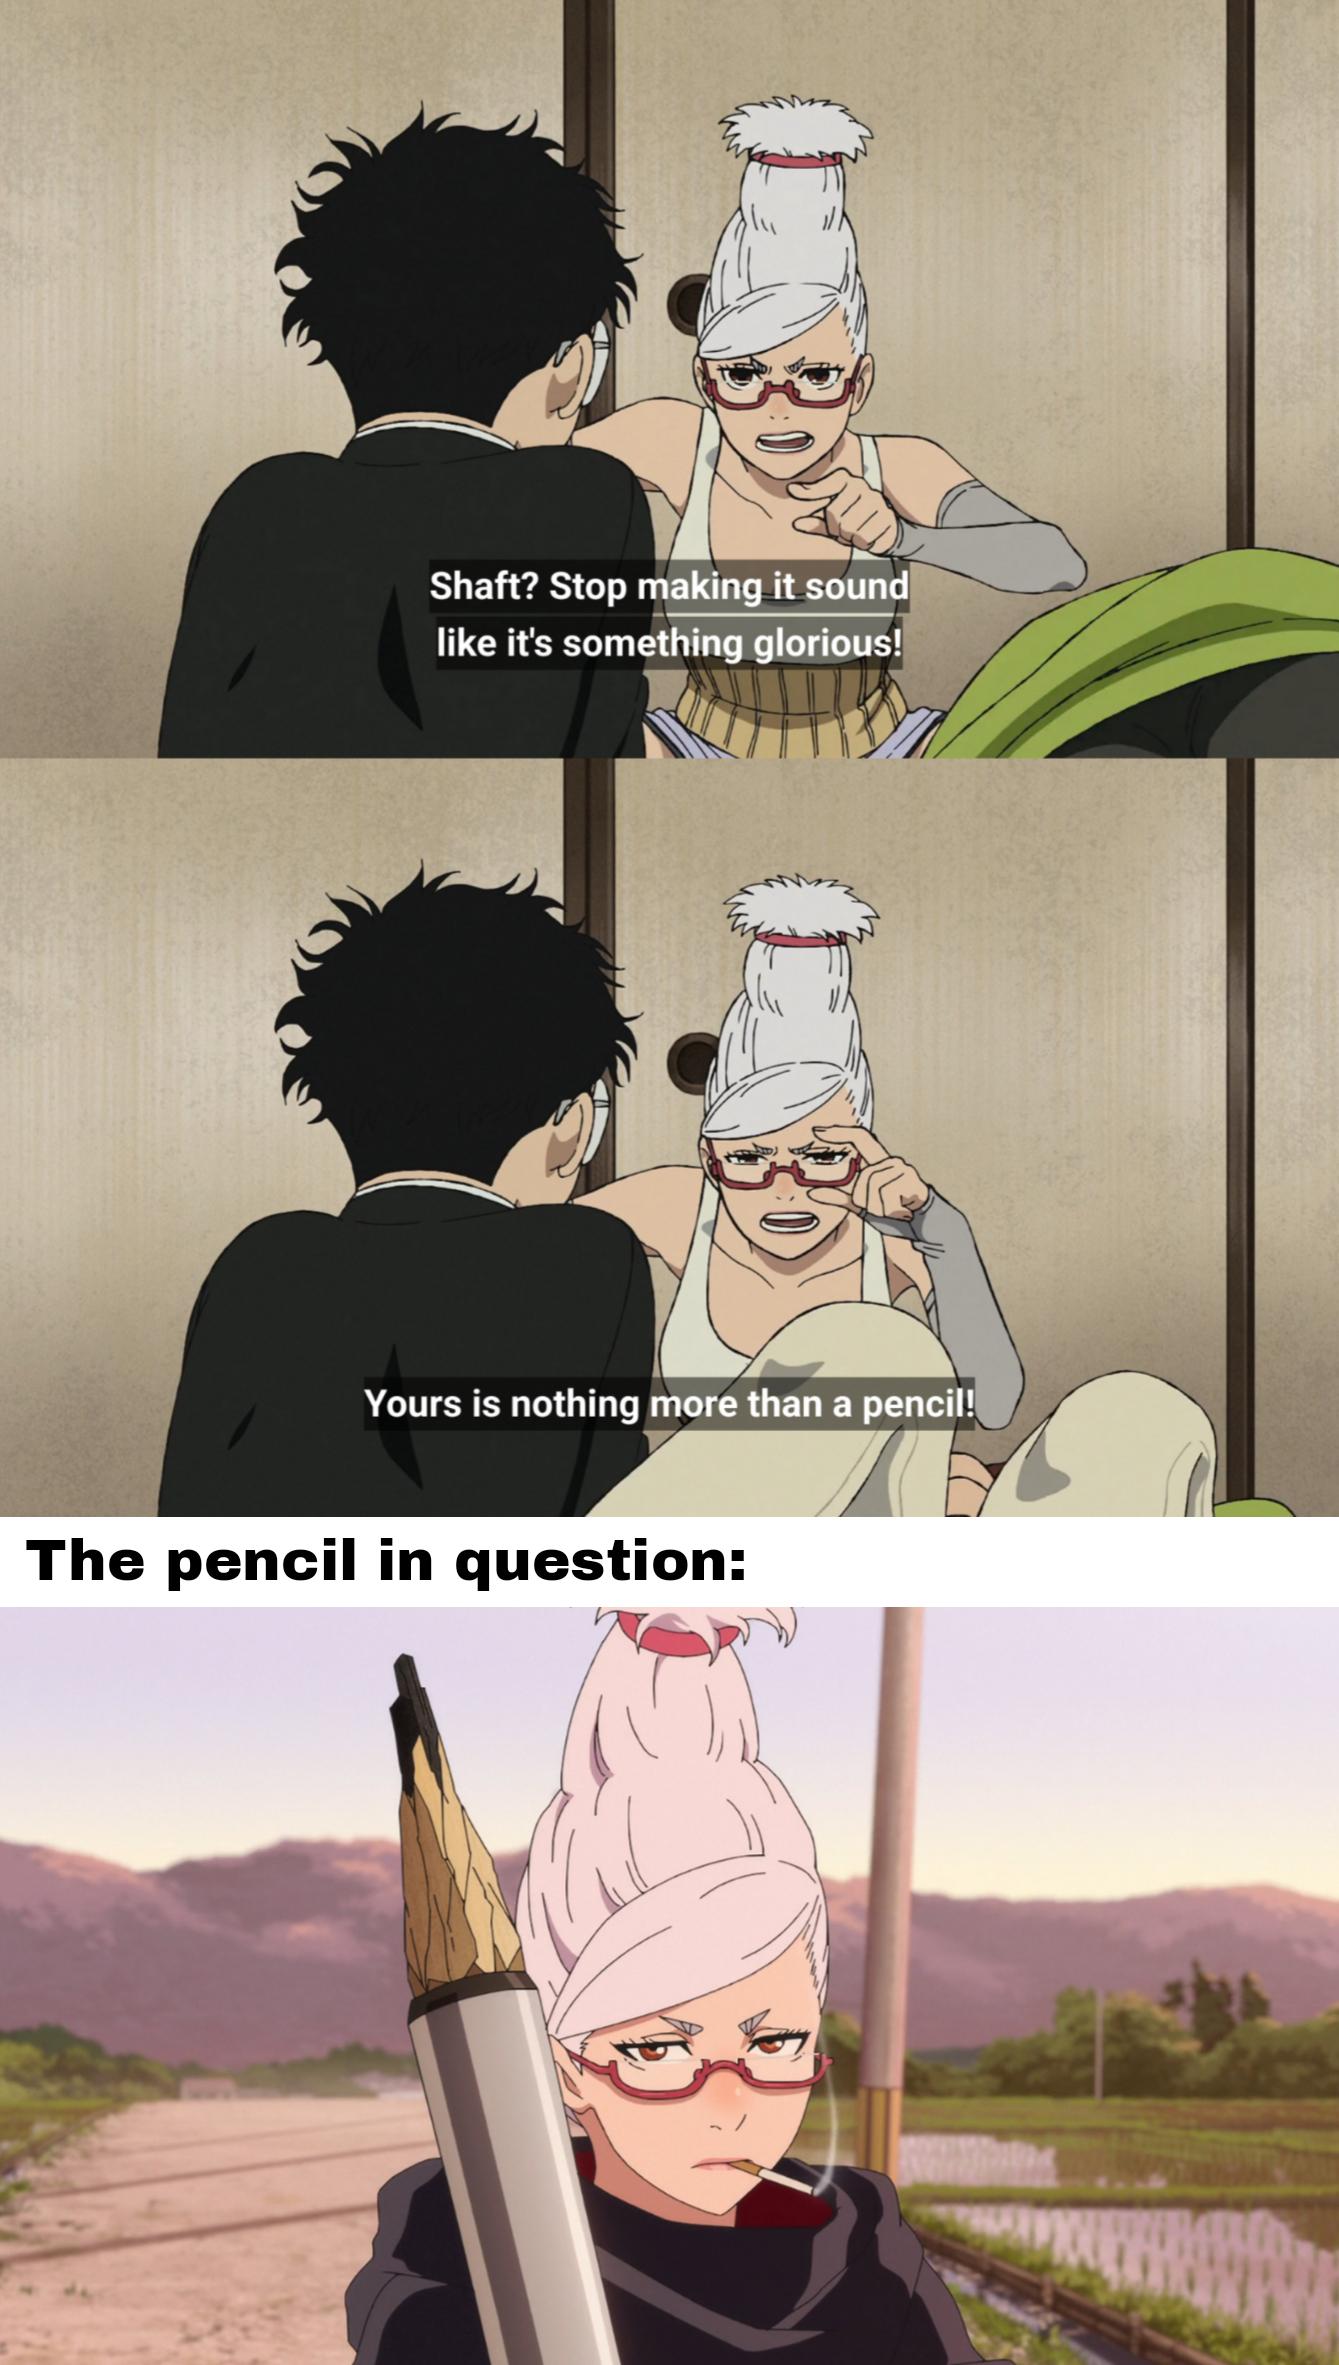 Shaft? Stop making it sound
like it's something glorious!
Yours is nothing more than a pencil!
The pencil in question: